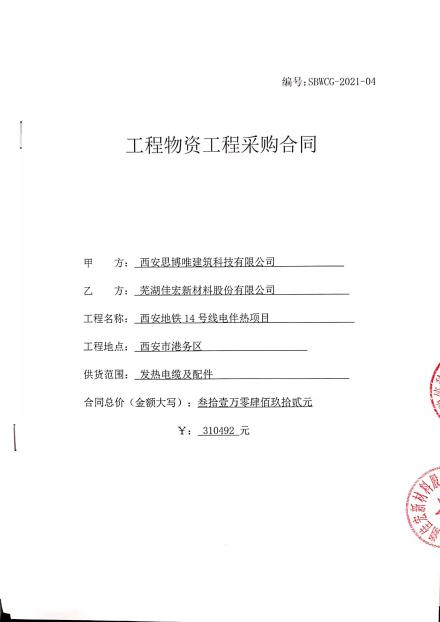 编号:SBWCG-2021-04
工程物资工程采购合同
甲 方: 西安思博唯建筑科技有限公司
乙 方: 芜湖佳宏新材料股份有限公司
工程名称: 西安地铁14号线电伴热项目
工程地点: 西安市港务区
供货范围: 发热电缆及配件
合同总价(金额大写): 叁拾壹万零肆佰玖拾贰元
¥: 310492 元
宏新材料股